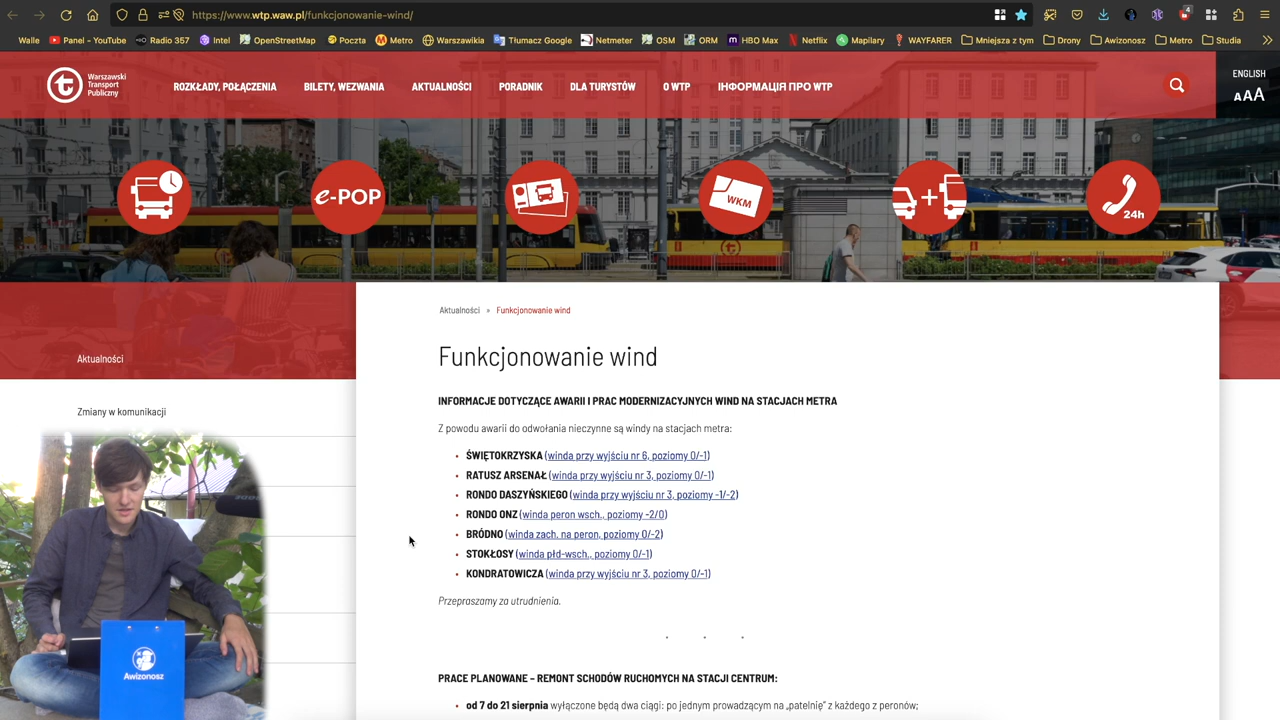 https://www.wtp.waw.pl/funkcjonowanie-wind/
4
Walle
Panel - YouTube
Radio 357
Intel
OpenStreetMap
Poczta
Metro
Warszawikia
Tłumacz Google
Netmeter
OSM
ORM
HBO Max
Netflix
Mapilary
WAYFARER
Mniejsza z tym
Drony
Awizonosz
Metro
Studia
Warszawski
Transport
Publiczny
ROZKŁADY, POŁĄCZENIA
BILETY, WEZWANIA
AKTUALNOŚCI
PORADNIK
DLA TURYSTÓW
O WTP
ІНФОРМАЦІЯ ПРО WTP
ENGLISH
AAA
e-POP
WKM
24h
Aktualności » Funkcjonowanie wind
Aktualności
Zmiany w komunikacji
Funkcjonowanie wind
INFORMACJE DOTYCZĄCE AWARII I PRAC MODERNIZACYJNYCH WIND NA STACJACH METRA
Z powodu awarii do odwołania nieczynne są windy na stacjach metra:
• ŚWIĘTOKRZYSKA (winda przy wyjściu nr 6, poziomy 0/-1)
• RATUSZ ARSENAŁ (winda przy wyjściu nr 3, poziomy 0/-1)
• RONDO DASZYŃSKIEGO (winda przy wyjściu nr 3, poziomy -1/-2)
• RONDO ONZ (winda peron wsch., poziomy -2/0)
• BRÓDNO (winda zach. na peron, poziomy 0/-2)
• STOKŁOSY (winda płd-wsch., poziomy 0/-1)
• KONDRATOWICZA (winda przy wyjściu nr 3, poziomy 0/-1)
Przepraszamy za utrudnienia.
PRACE PLANOWANE – REMONT SCHODÓW RUCHOMYCH NA STACJI CENTRUM:
• od 7 do 21 sierpnia wyłączone będą dwa ciągi: po jednym prowadzącym na „patelnię” z każdego z peronów;
Awizonosz